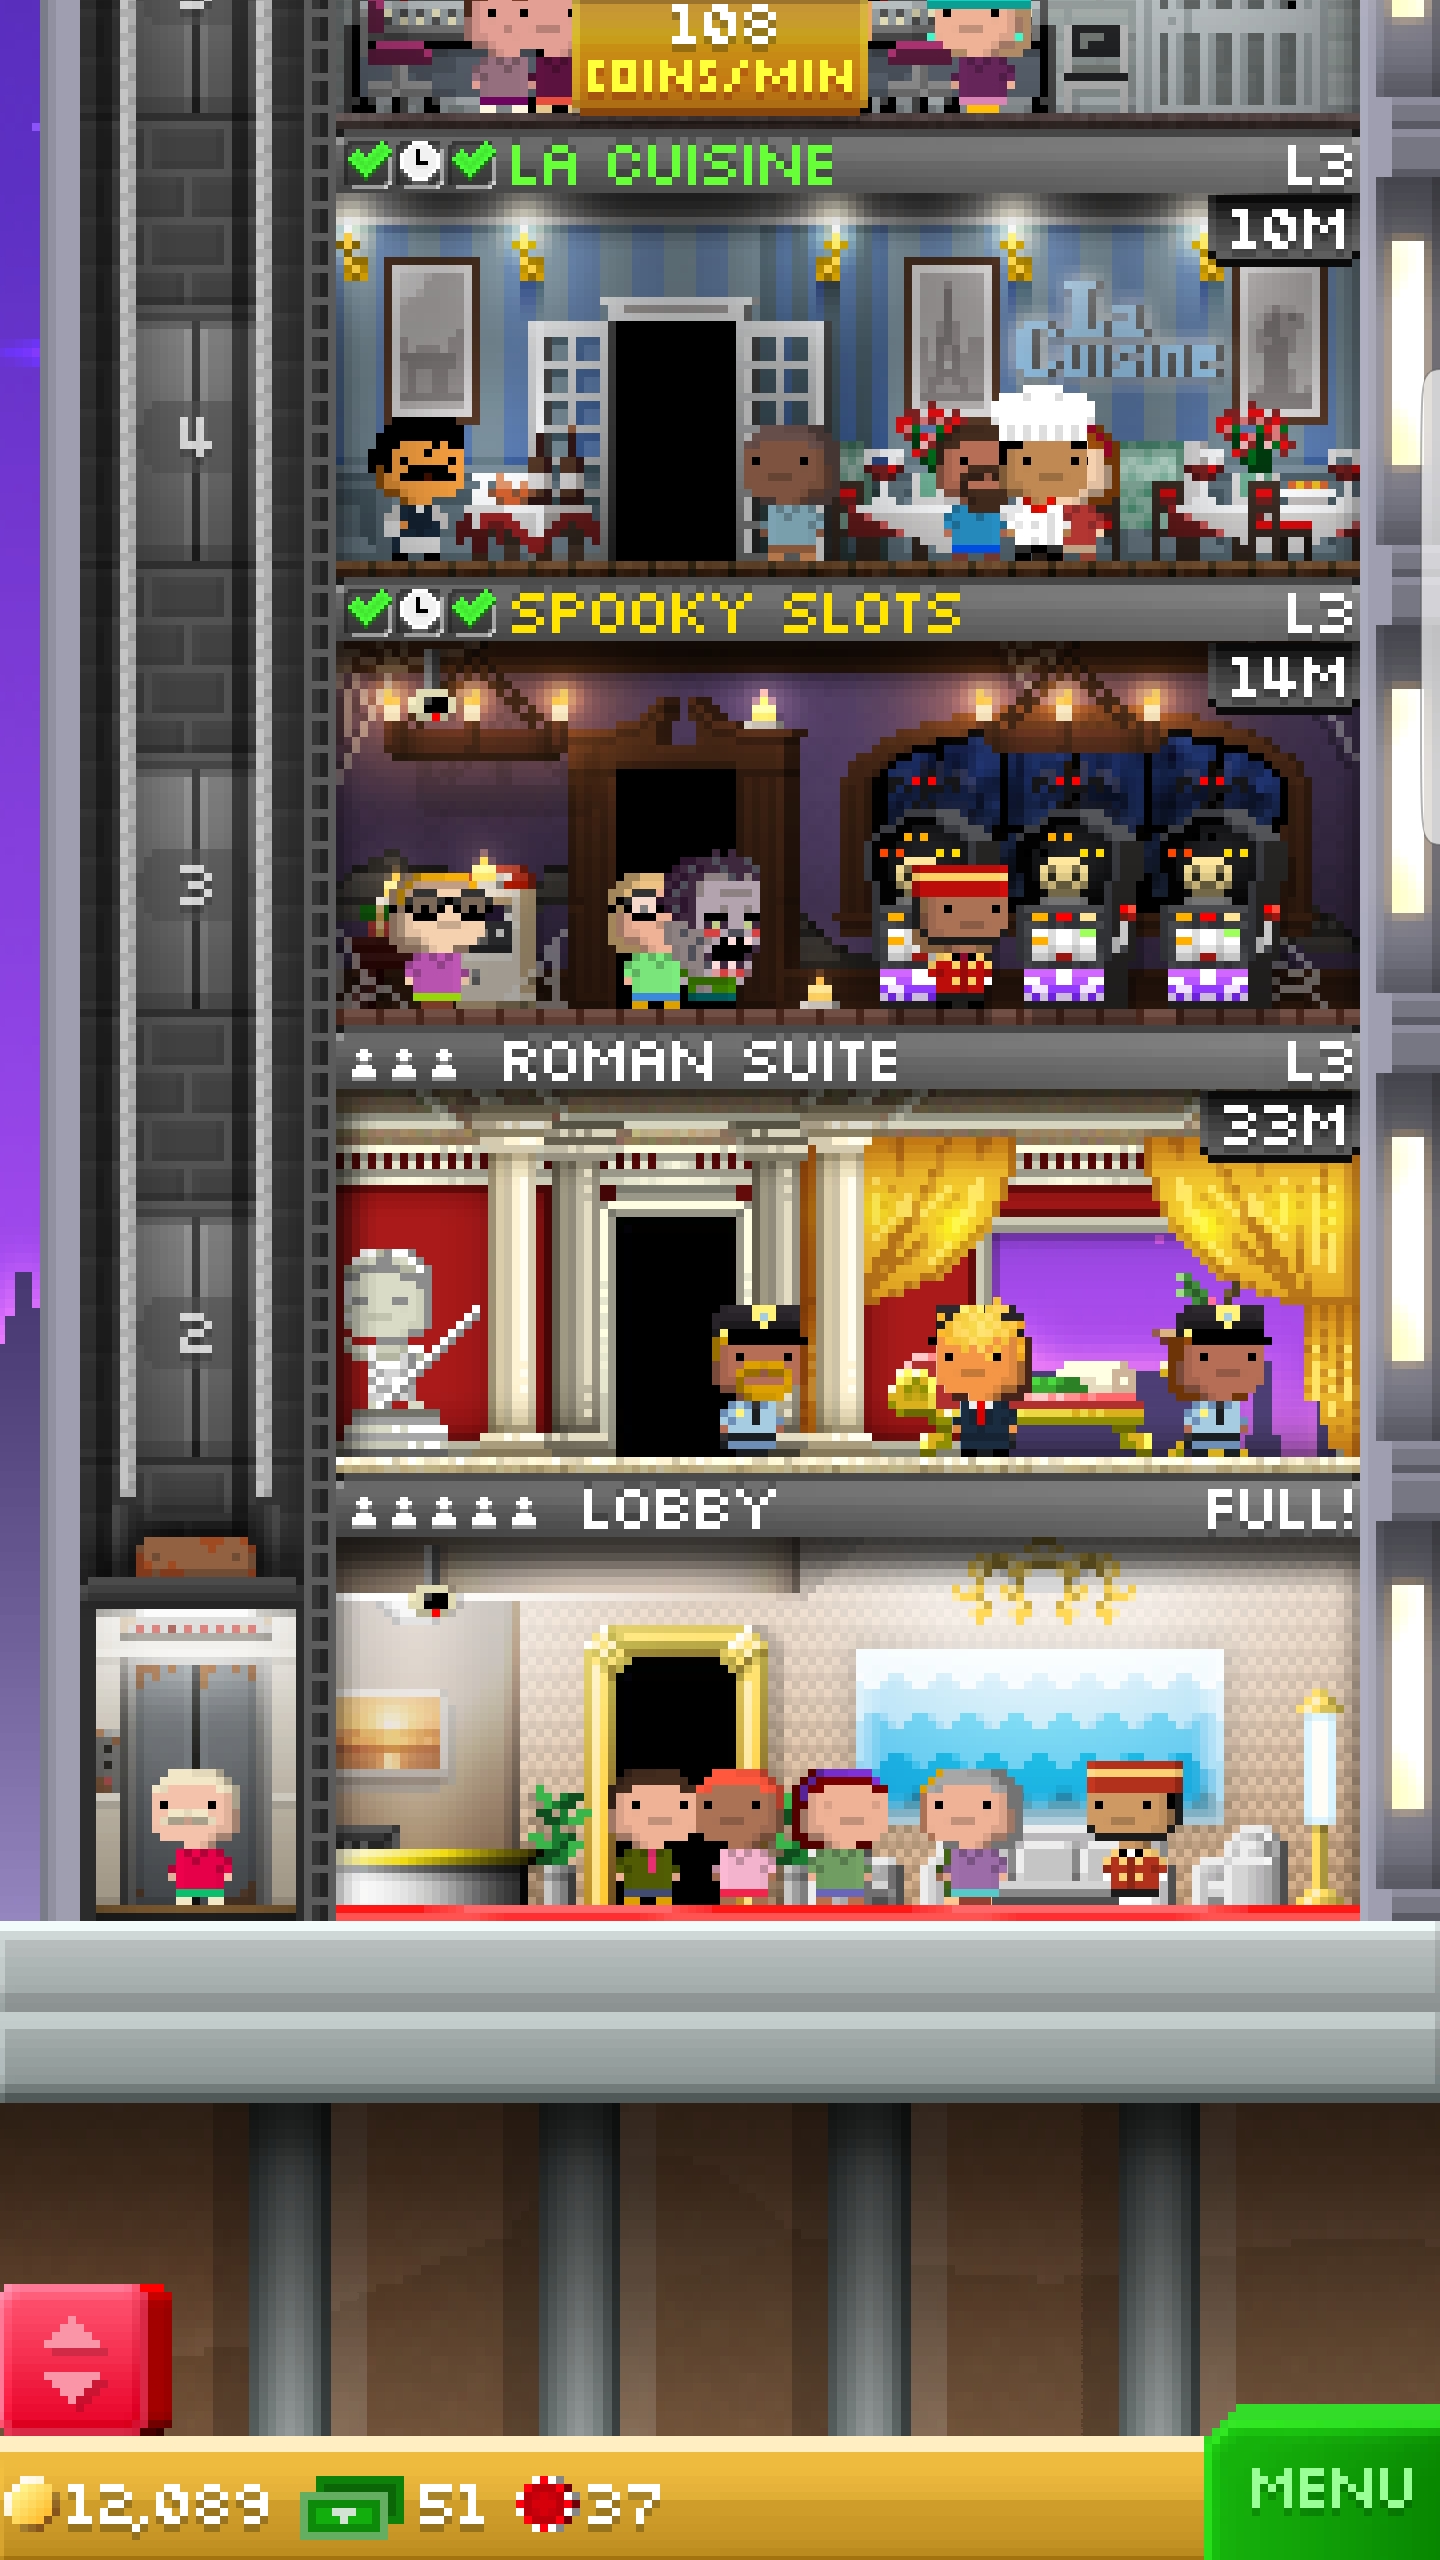 108
COINS/MIN
LA CUISINE L3
10M
La
Cuisine
4
SPOOKY SLOTS L3
14M
3
ROMAN SUITE L3
33M
2
LOBBY FULL!
12,089 51 37
MENU